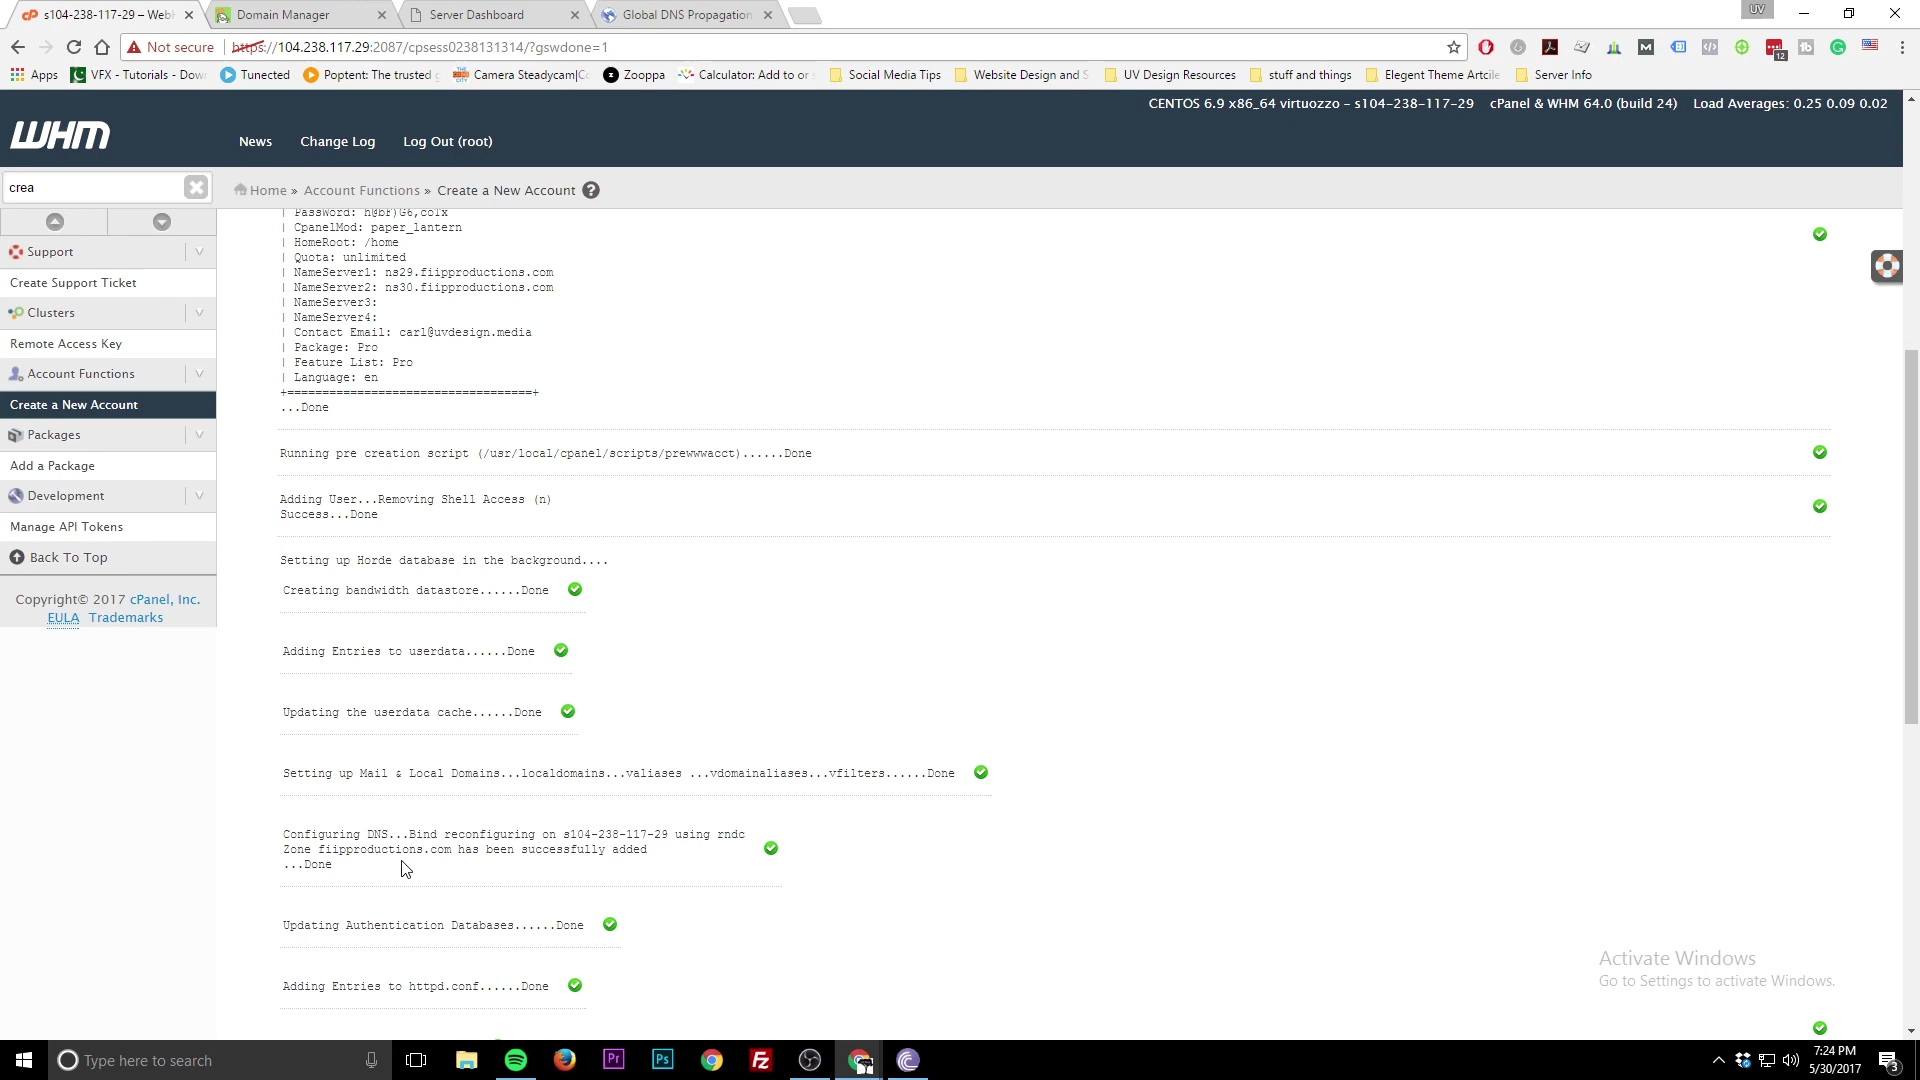 s104-238-117-29 – WebH
Domain Manager
Server Dashboard
Global DNS Propagation
UV
Not secure
https://104.238.117.29:2087/cpsess0238131314/?gswdone=1
12
Apps
VFX - Tutorials - Dow
Tunected
Poptent: The trusted
Camera Steadycam|Co
Zooppa
Calculator: Add to or
Social Media Tips
Website Design and S
UV Design Resources
stuff and things
Elegent Theme Artcile
Server Info
CENTOS 6.9 x86_64 virtuozzo – s104-238-117-29
cPanel & WHM 64.0 (build 24)
Load Averages: 0.25 0.09 0.02
WHM
News
Change Log
Log Out (root)
crea
Home » Account Functions » Create a New Account
Support
Create Support Ticket
Clusters
Remote Access Key
Account Functions
Create a New Account
Packages
Add a Package
Development
Manage API Tokens
Back To Top
Copyright© 2017 cPanel, Inc.
EULA Trademarks
| PassWord: h@bF)G6,co1x
| CpanelMod: paper_lantern
| HomeRoot: /home
| Quota: unlimited
| NameServer1: ns29.fiipproductions.com
| NameServer2: ns30.fiipproductions.com
| NameServer3:
| NameServer4:
| Contact Email: carl@uvdesign.media
| Package: Pro
| Feature List: Pro
| Language: en
+===================================+
...Done
Running pre creation script (/usr/local/cpanel/scripts/prewwwacct)......Done
Adding User...Removing Shell Access (n)
Success...Done
Setting up Horde database in the background....
Creating bandwidth datastore......Done
Adding Entries to userdata......Done
Updating the userdata cache......Done
Setting up Mail & Local Domains...localdomains...valiases ...vdomainaliases...vfilters......Done
Configuring DNS...Bind reconfiguring on s104-238-117-29 using rndc
Zone fiipproductions.com has been successfully added
...Done
Updating Authentication Databases......Done
Adding Entries to httpd.conf......Done
Activate Windows
Go to Settings to activate Windows.
Type here to search
7:24 PM
5/30/2017
3